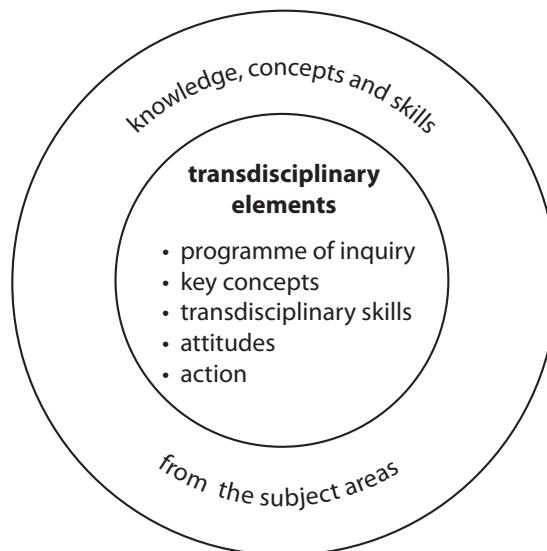 knowledge, concepts and skills
transdisciplinary
elements
• programme of inquiry
• key concepts
• transdisciplinary skills
• attitudes
• action
from the subject areas